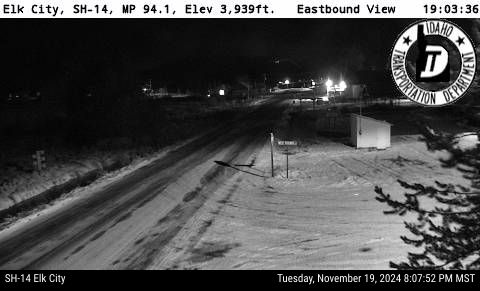 Elk City, SH-14, MP 94.1, Elev 3,939ft. Eastbound View 19:03:36
IDAHO
TRANSPORTATION DEPARTMENT
SH-14 Elk City Tuesday, November 19, 2024 8:07:52 PM MST